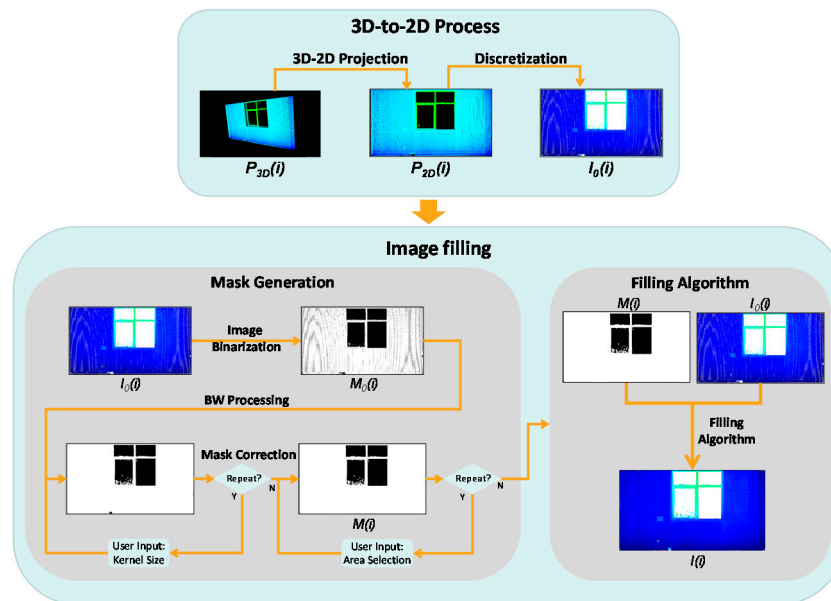 3D-to-2D Process
3D-2D Projection
Discretization
P3D(i)
P2D(i)
I0(i)
Image filling
Mask Generation
Image
Binarization
I0(i)
M0(i)
BW Processing
Mask Correction
Repeat?
N
Y
Repeat?
N
Y
M(i)
User Input:
Kernel Size
User Input:
Area Selection
Filling Algorithm
M(i)
I0(i)
Filling
Algorithm
I(i)